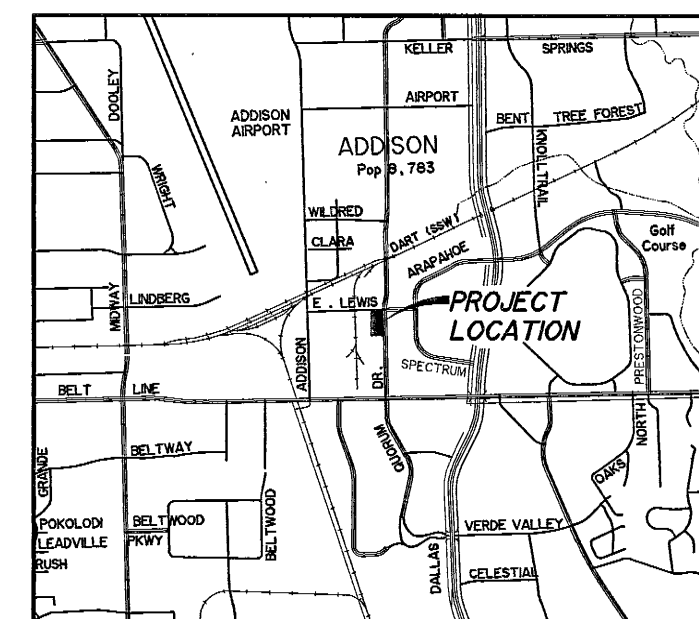 KELLER
SPRINGS
DOOLEY
AIRPORT
ADDISON
AIRPORT
BENT
TREE FOREST
ADDISON
Pop 8,783
KNOLL TRAIL
WRIGHT
WILDRED
CLARA
DART (SSW)
ARAPAHOE
Golf
Course
MIDWAY
LINDBERG
E. LEWIS
PROJECT
LOCATION
PRESTONWOOD
ADDISON
DR.
SPECTRUM
BELT
LINE
NORTH
QUORUM
BELTWAY
GRANDE
OAKS
POKOLODI
LEADVILLE
RUSH
BELTWOOD
PKWY
BELTWOOD
VERDE VALLEY
DALLAS
CELESTIAL